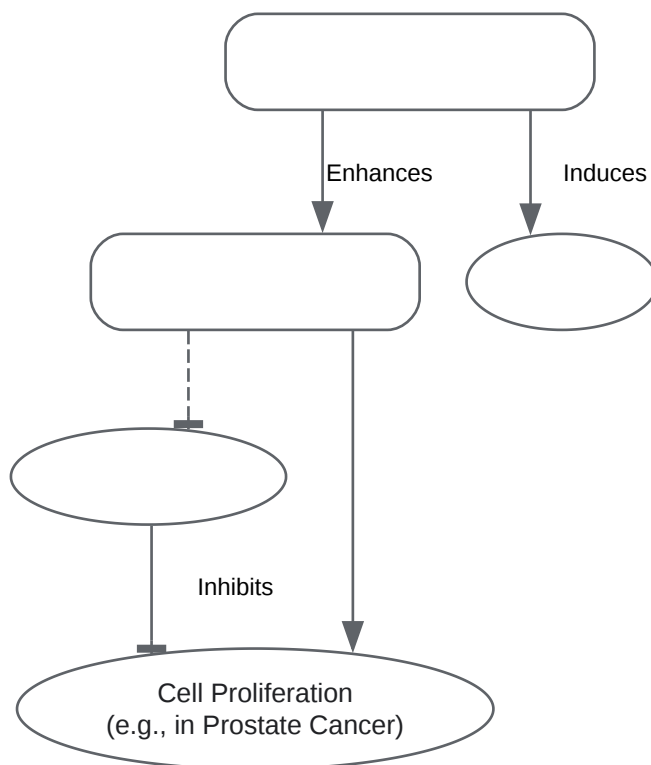 Enhances
Induces
Inhibits
Cell Proliferation
(e.g., in Prostate Cancer)